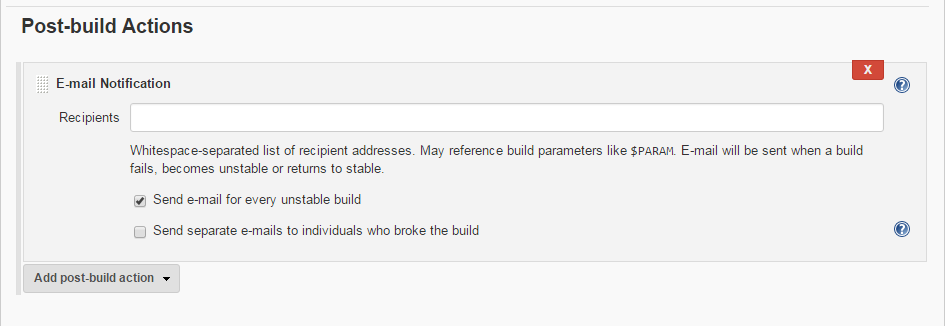 Post-build Actions
X
E-mail Notification
Recipients
Whitespace-separated list of recipient addresses. May reference build parameters like $PARAM. E-mail will be sent when a build
fails, becomes unstable or returns to stable.
Send e-mail for every unstable build
Send separate e-mails to individuals who broke the build
Add post-build action